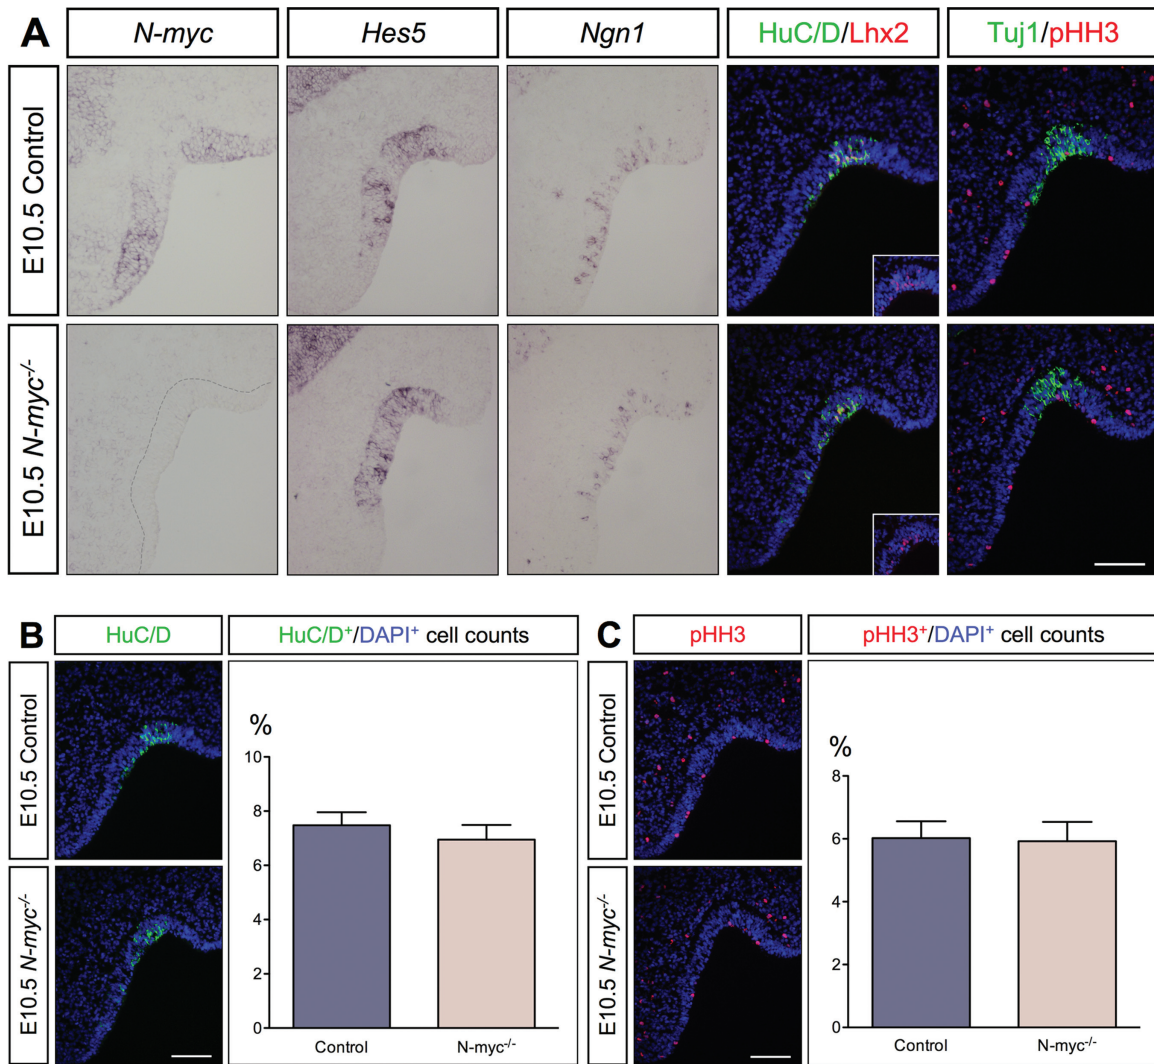 A
N-myc
Hes5
Ngn1
HuC/D/Lhx2
Tuj1/pHH3
E10.5 Control
E10.5 N-myc-/-
B
HuC/D
HuC/D+/DAPI+ cell counts
E10.5 Control
E10.5 N-myc-/-
%
10
8
6
4
2
0
Control
N-myc-/-
C
pHH3
pHH3+/DAPI+ cell counts
E10.5 Control
E10.5 N-myc-/-
%
8
6
4
2
0
Control
N-myc-/-